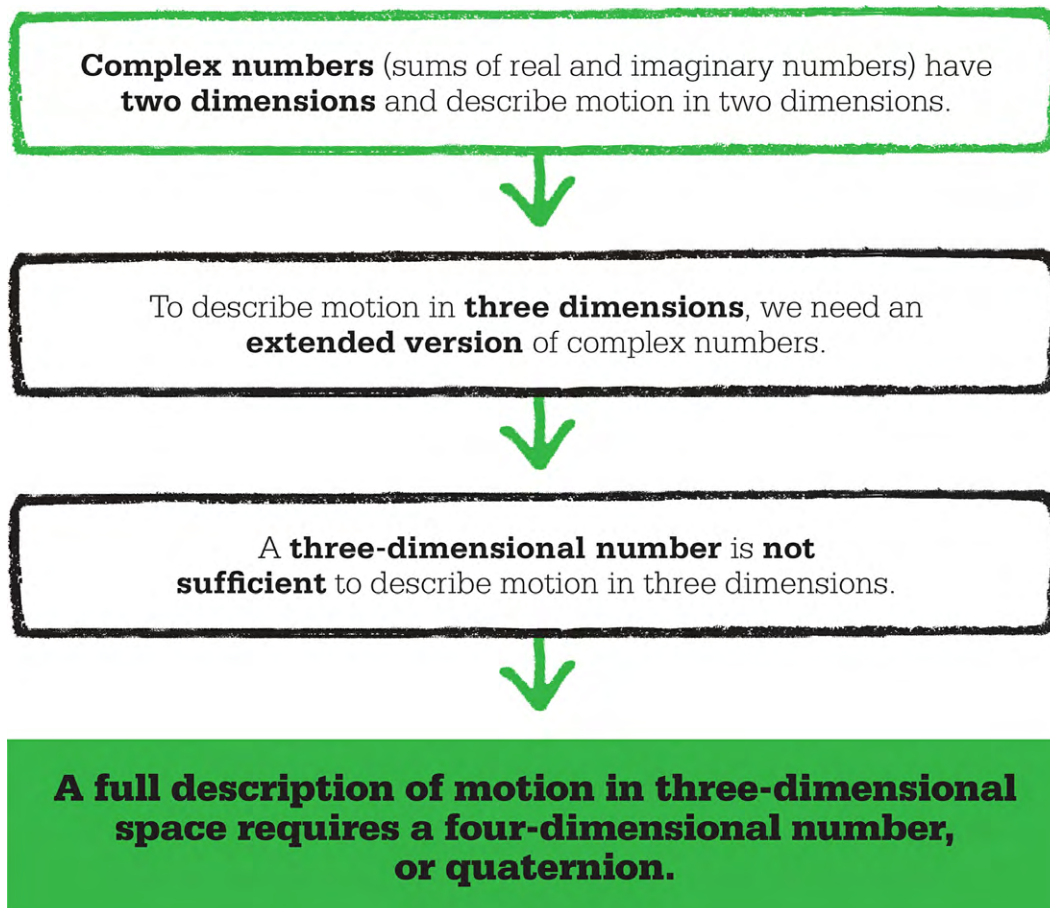 Complex numbers (sums of real and imaginary numbers) have
two dimensions and describe motion in two dimensions.
To describe motion in three dimensions, we need an
extended version of complex numbers.
A three-dimensional number is not
sufficient to describe motion in three dimensions.
A full description of motion in three-dimensional
space requires a four-dimensional number,
or quaternion.